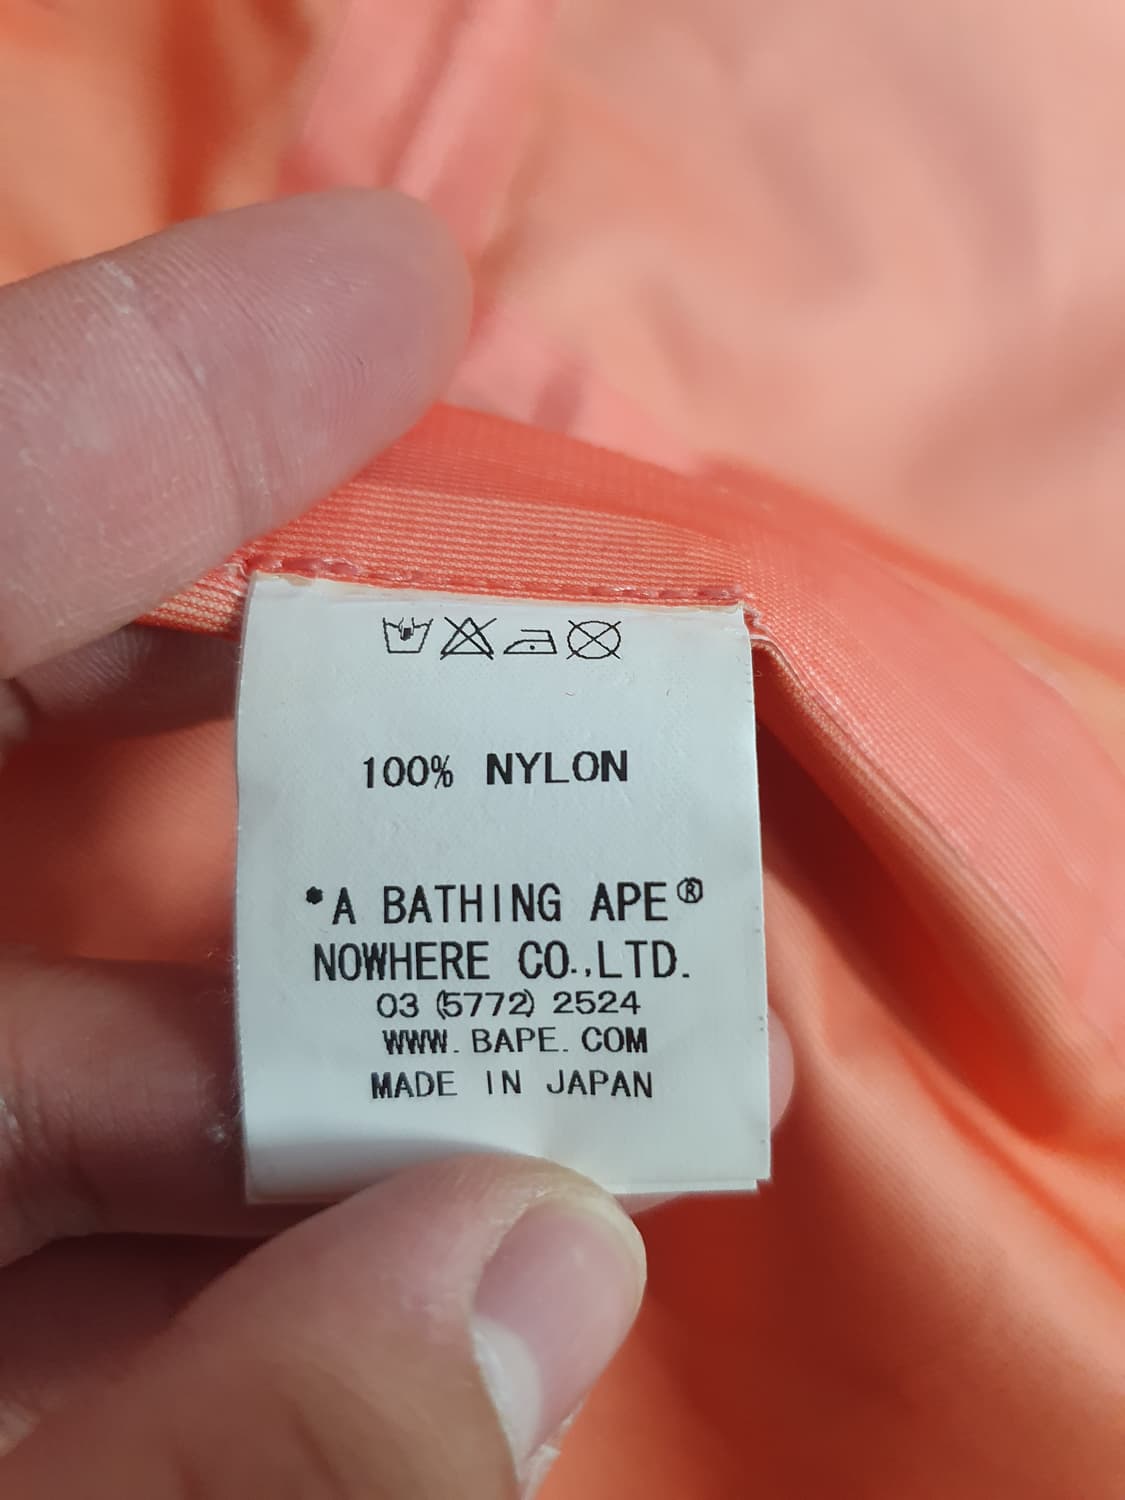 100% NYLON
*A BATHING APE®
NOWHERE CO.,LTD.
03 (5772) 2524
WWW. BAPE. COM
MADE IN JAPAN